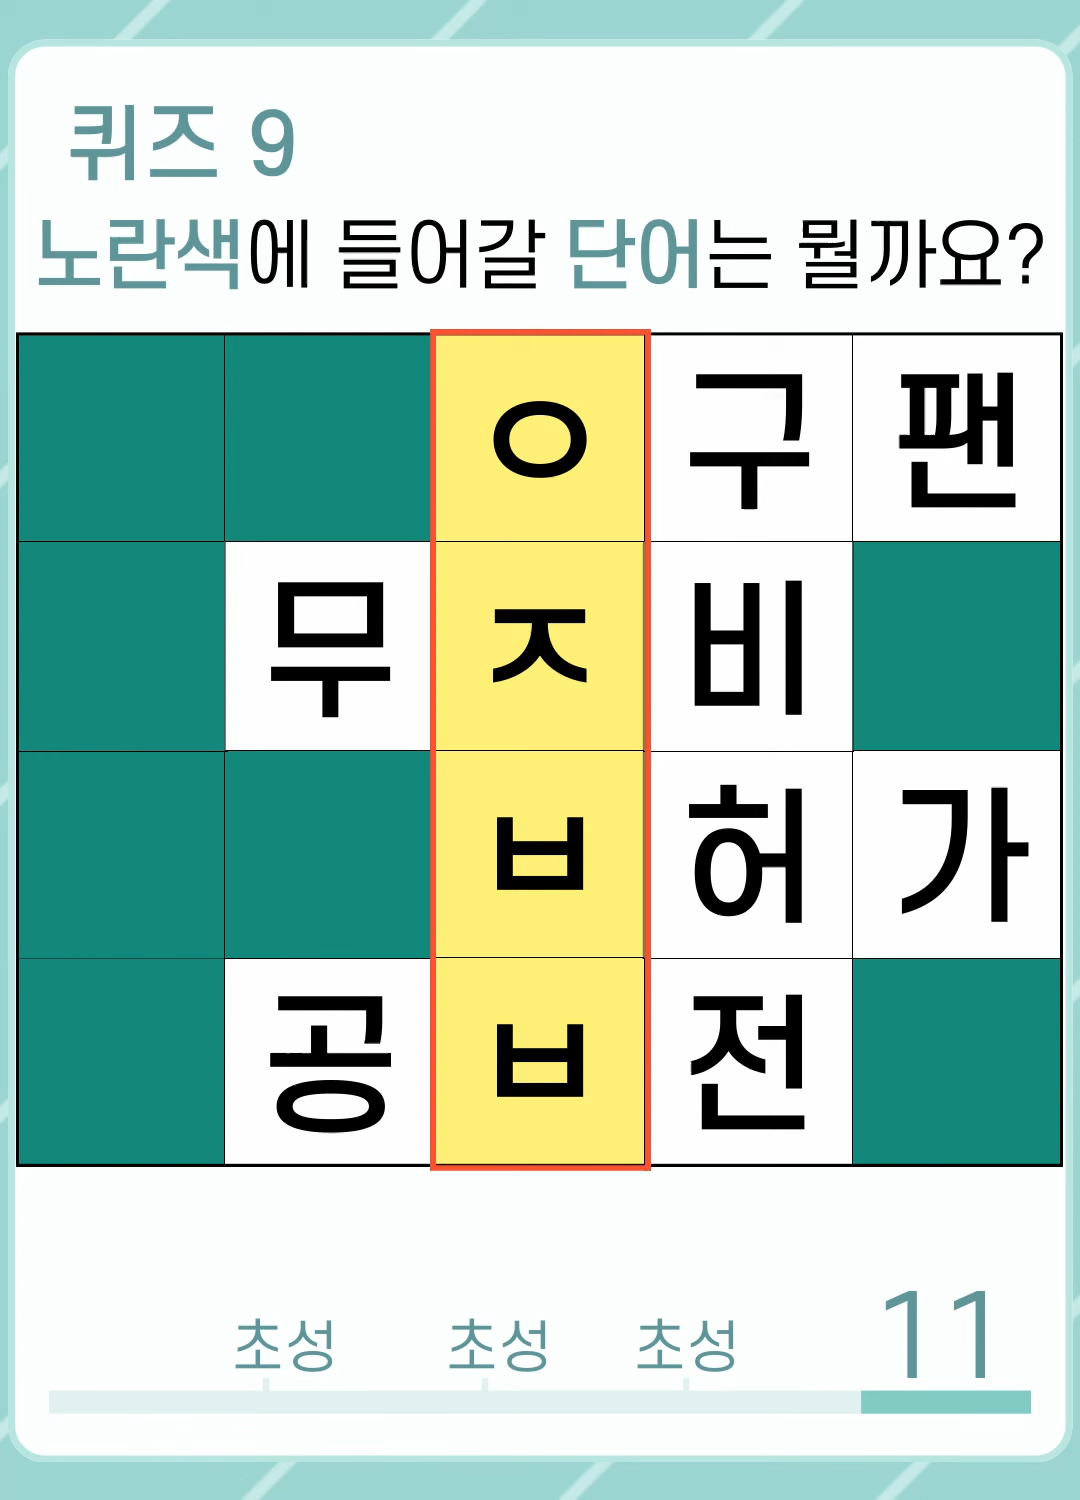 퀴즈 9
노란색에 들어갈 단어는 뭘까요?
ㅇ 구 팬
무 ㅈ 비
ㅂ 허 가
공 ㅂ 전
11
초성 초성 초성